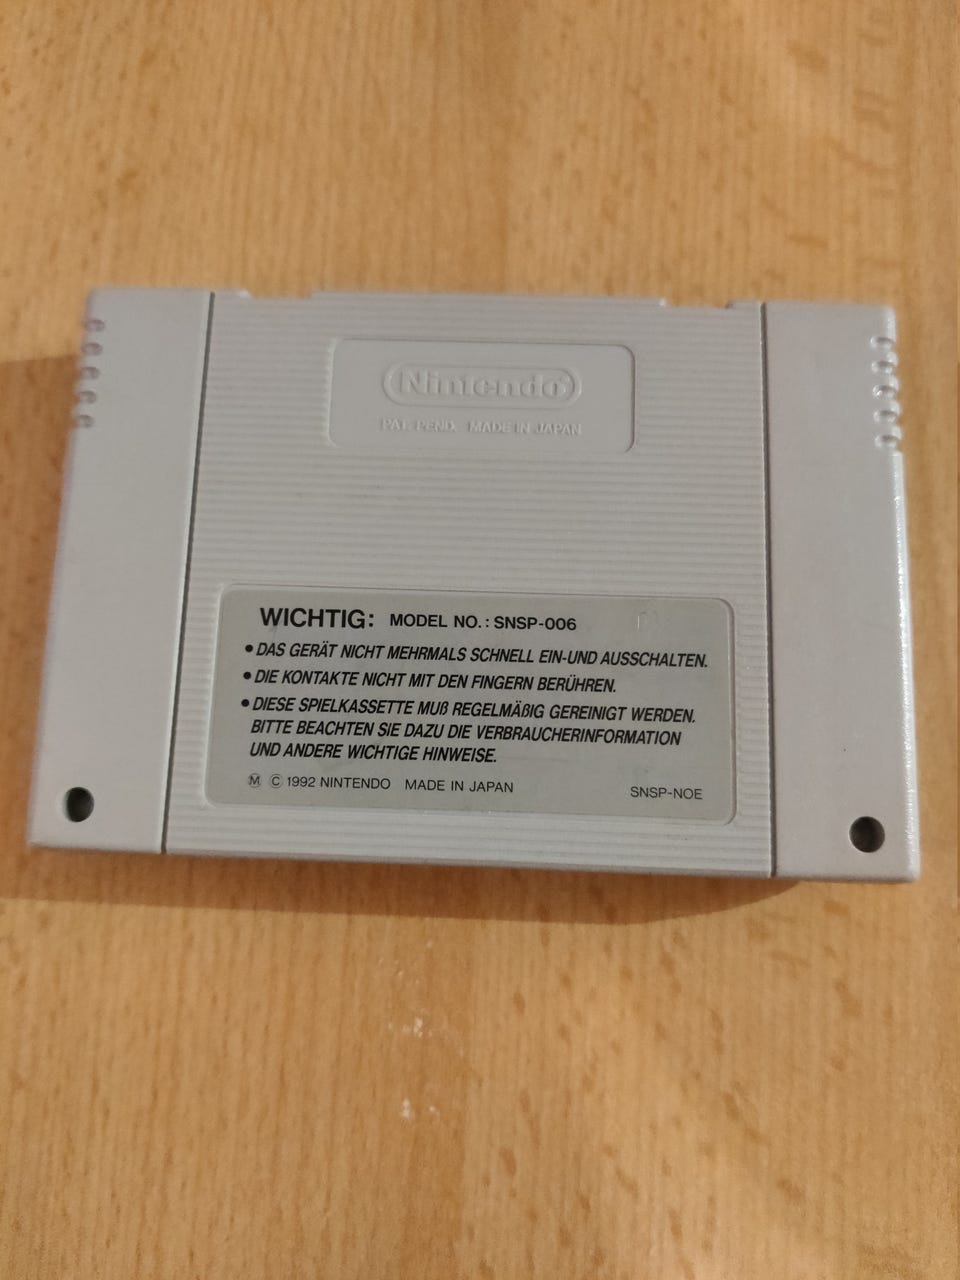 Nintendo
PAT. PEND. MADE IN JAPAN
WICHTIG: MODEL NO.: SNSP-006
• DAS GERÄT NICHT MEHRMALS SCHNELL EIN-UND AUSSCHALTEN.
• DIE KONTAKTE NICHT MIT DEN FINGERN BERÜHREN.
• DIESE SPIELKASSETTE MUß REGELMÄßIG GEREINIGT WERDEN.
BITTE BEACHTEN SIE DAZU DIE VERBRAUCHERINFORMATION
UND ANDERE WICHTIGE HINWEISE.
Ⓜ © 1992 NINTENDO MADE IN JAPAN SNSP-NOE